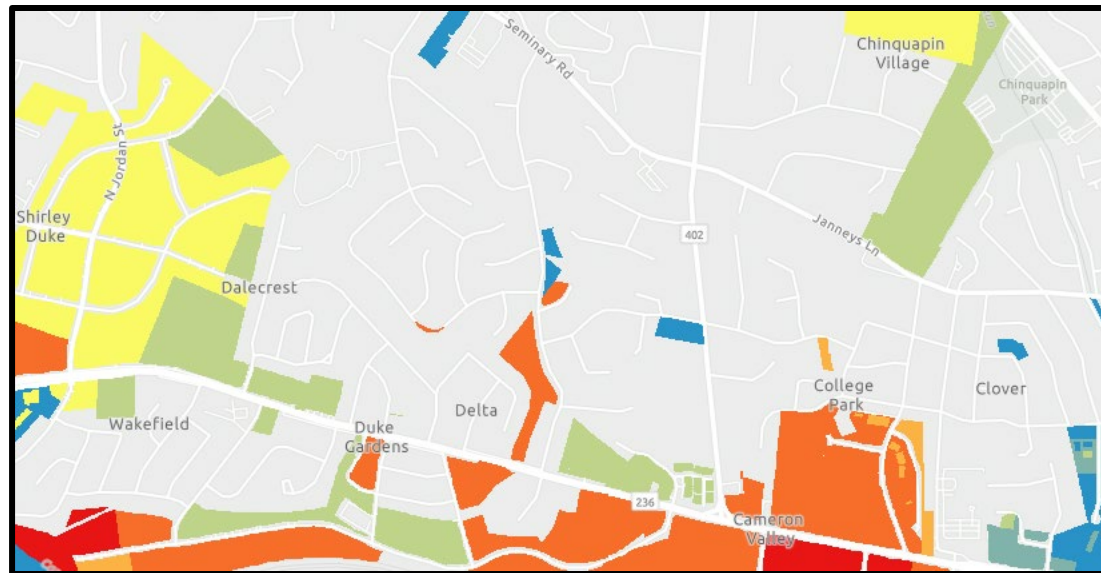 Seminary Rd
Chinquapin
Village
Chinquapin
Park
N Jordan St
Shirley
Duke
402
Janneys Ln
Dalecrest
College
Park
Clover
Delta
Wakefield
Duke
Gardens
236
Cameron
Valley